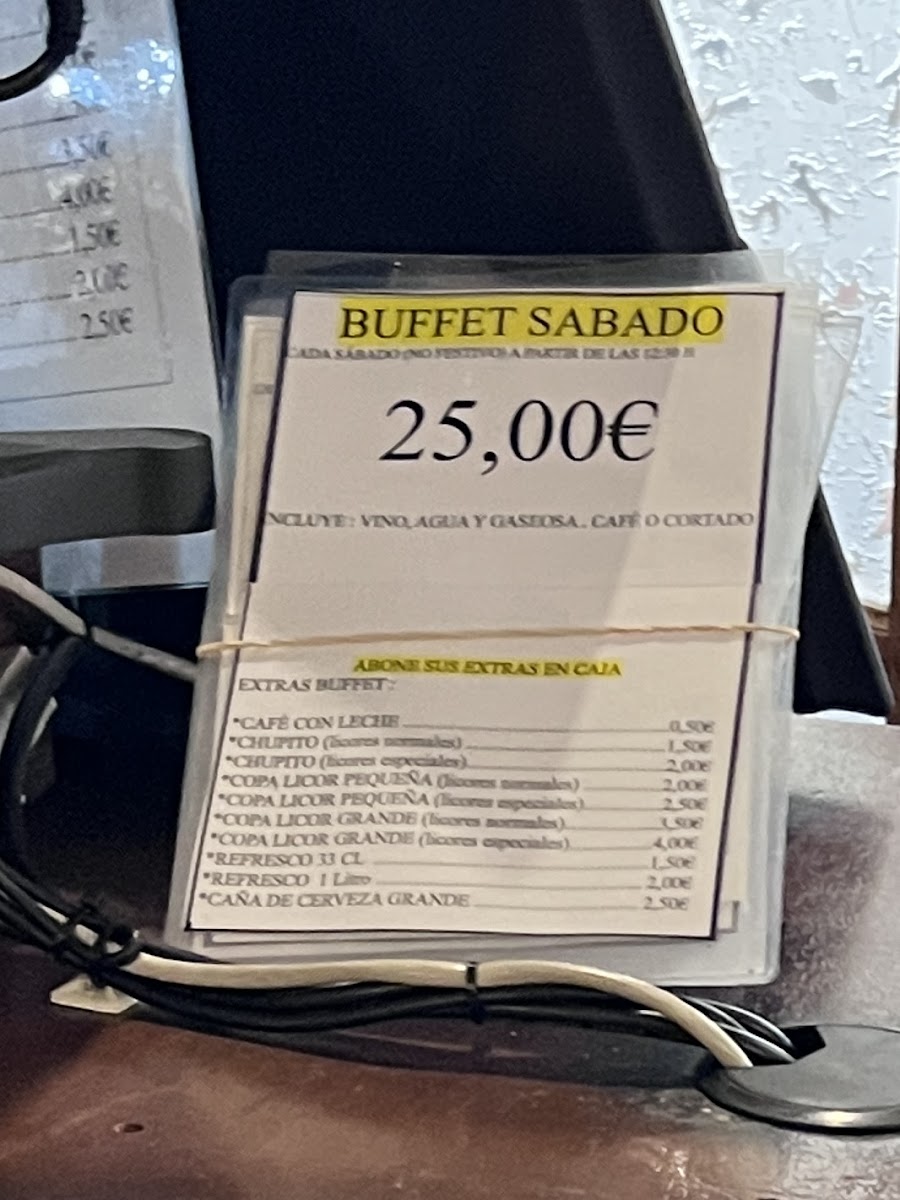 3,50€
4,00€
1,50€
2,00€
2,50€
BUFFET SABADO
CADA SÁBADO (NO FESTIVO) A PARTIR DE LAS 12:30 H
25,00€
INCLUYE : VINO, AGUA Y GASEOSA . CAFÉ O CORTADO
ABONE SUS EXTRAS EN CAJA
EXTRAS BUFFET :
*CAFÉ CON LECHE 0,50€
*CHUPITO (licores normales) 1,50€
*CHUPITO (licores especiales) 2,00€
*COPA LICOR PEQUEÑA (licores normales) 2,00€
*COPA LICOR PEQUEÑA (licores especiales) 2,50€
*COPA LICOR GRANDE (licores normales) 3,50€
*COPA LICOR GRANDE (licores especiales) 4,00€
*REFRESCO 33 CL 1,50€
*REFRESCO 1 Litro 2,00€
*CAÑA DE CERVEZA GRANDE 2,50€